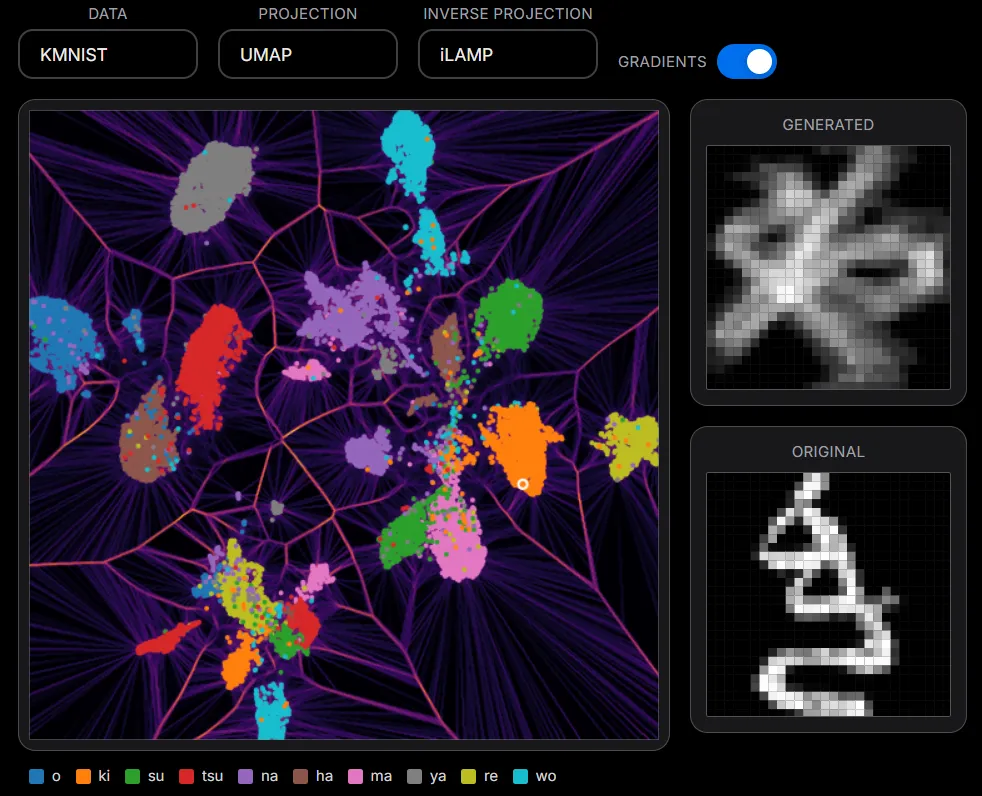 DATA PROJECTION INVERSE PROJECTION
KMNIST UMAP iLAMP GRADIENTS
GENERATED
ORIGINAL
o ki su tsu na ha ma ya re wo